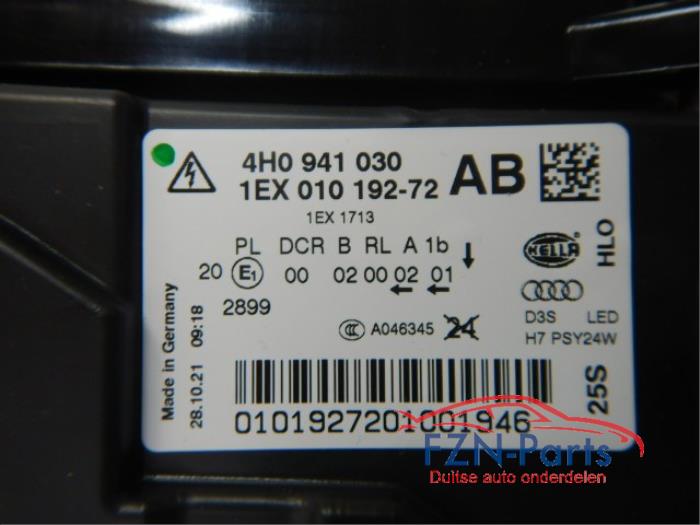 4H0 941 030 AB
1EX 010 192-72
1EX 1713
PL DCR B RL A 1b
20 E1 00 02 00 02 01
2899
CCC A046345 24
HELLA HLO
D3S LED
H7 PSY24W
25S
Made in Germany
28.10.21 09:18
0101927201001946
FZN-Parts
Duitse auto onderdelen